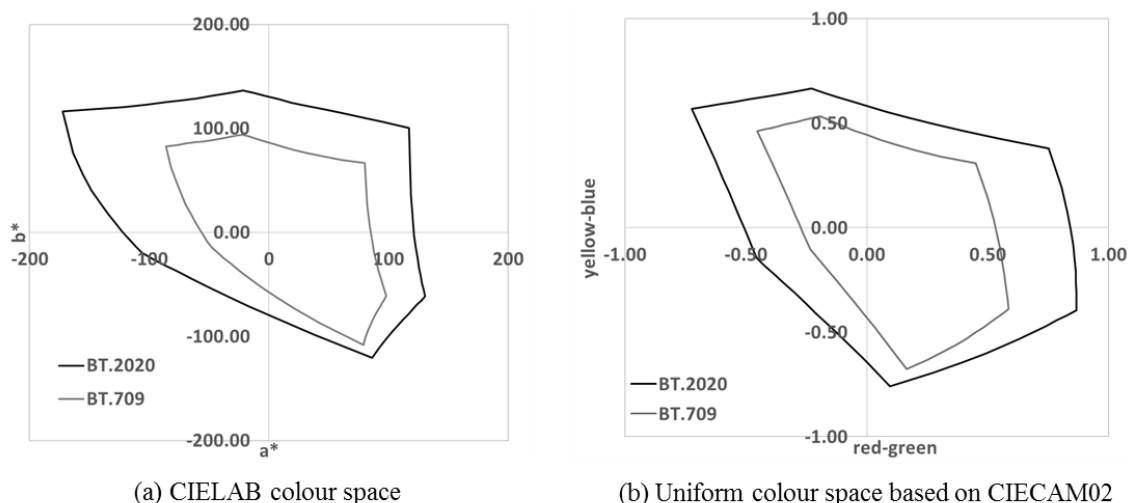 200.00
100.00
0.00
-200 -100 0 100 200
b*
-100.00
BT.2020
BT.709
-200.00
a*
(a) CIELAB colour space
1.00
0.50
yellow-blue
0.00
-1.00 -0.50 0.00 0.50 1.00
-0.50
BT.2020
BT.709
-1.00
red-green
(b) Uniform colour space based on CIECAM02